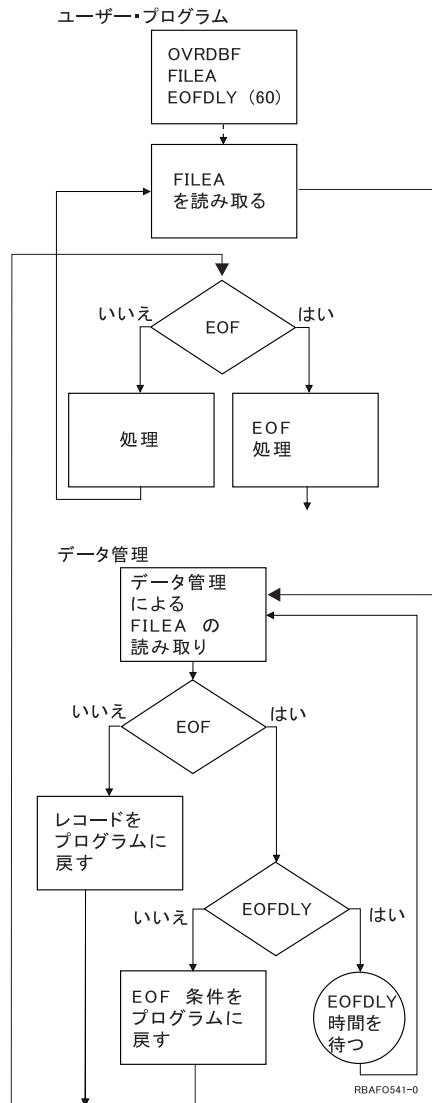 ユーザー・プログラム
OVRDBF
FILEA
EOFDLY (60)
FILEA
を読み取る
いいえ
EOF
はい
処理
EOF
処理
データ管理
データ管理
による
FILEA の
読み取り
いいえ
EOF
はい
レコードを
プログラムに
戻す
いいえ
EOFDLY
はい
EOF 条件を
プログラムに
戻す
EOFDLY
時間を
待つ
RBAFO541-0